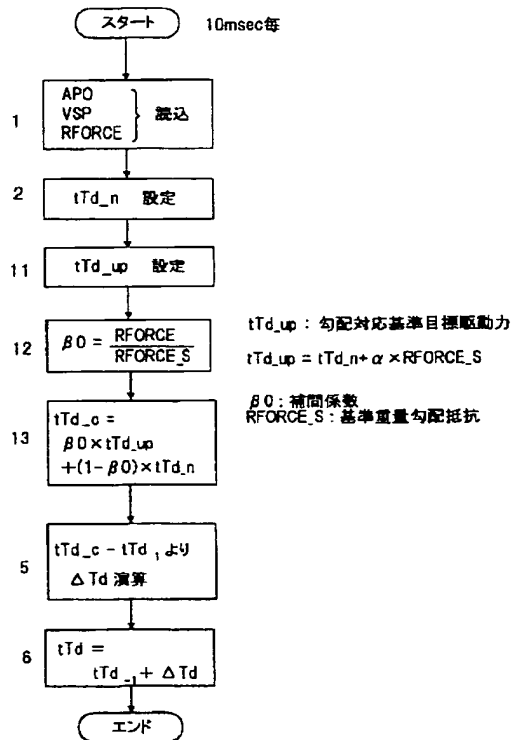 スタート
10msec毎
1
APO
VSP
RFORCE
読込
2
tTd_n 設定
11
tTd_up 設定
12
β0 = RFORCE
RFORCE_S
tTd_up : 勾配対応基準目標駆動力
tTd_up = tTd_n+ α × RFORCE_S
β0 : 補間係数
RFORCE_S : 基準重量勾配抵抗
13
tTd_c =
β0 × tTd_up
+(1-β0) × tTd_n
5
tTd_c - tTd_1 より
ΔTd 演算
6
tTd =
tTd_-1 + ΔTd
エンド